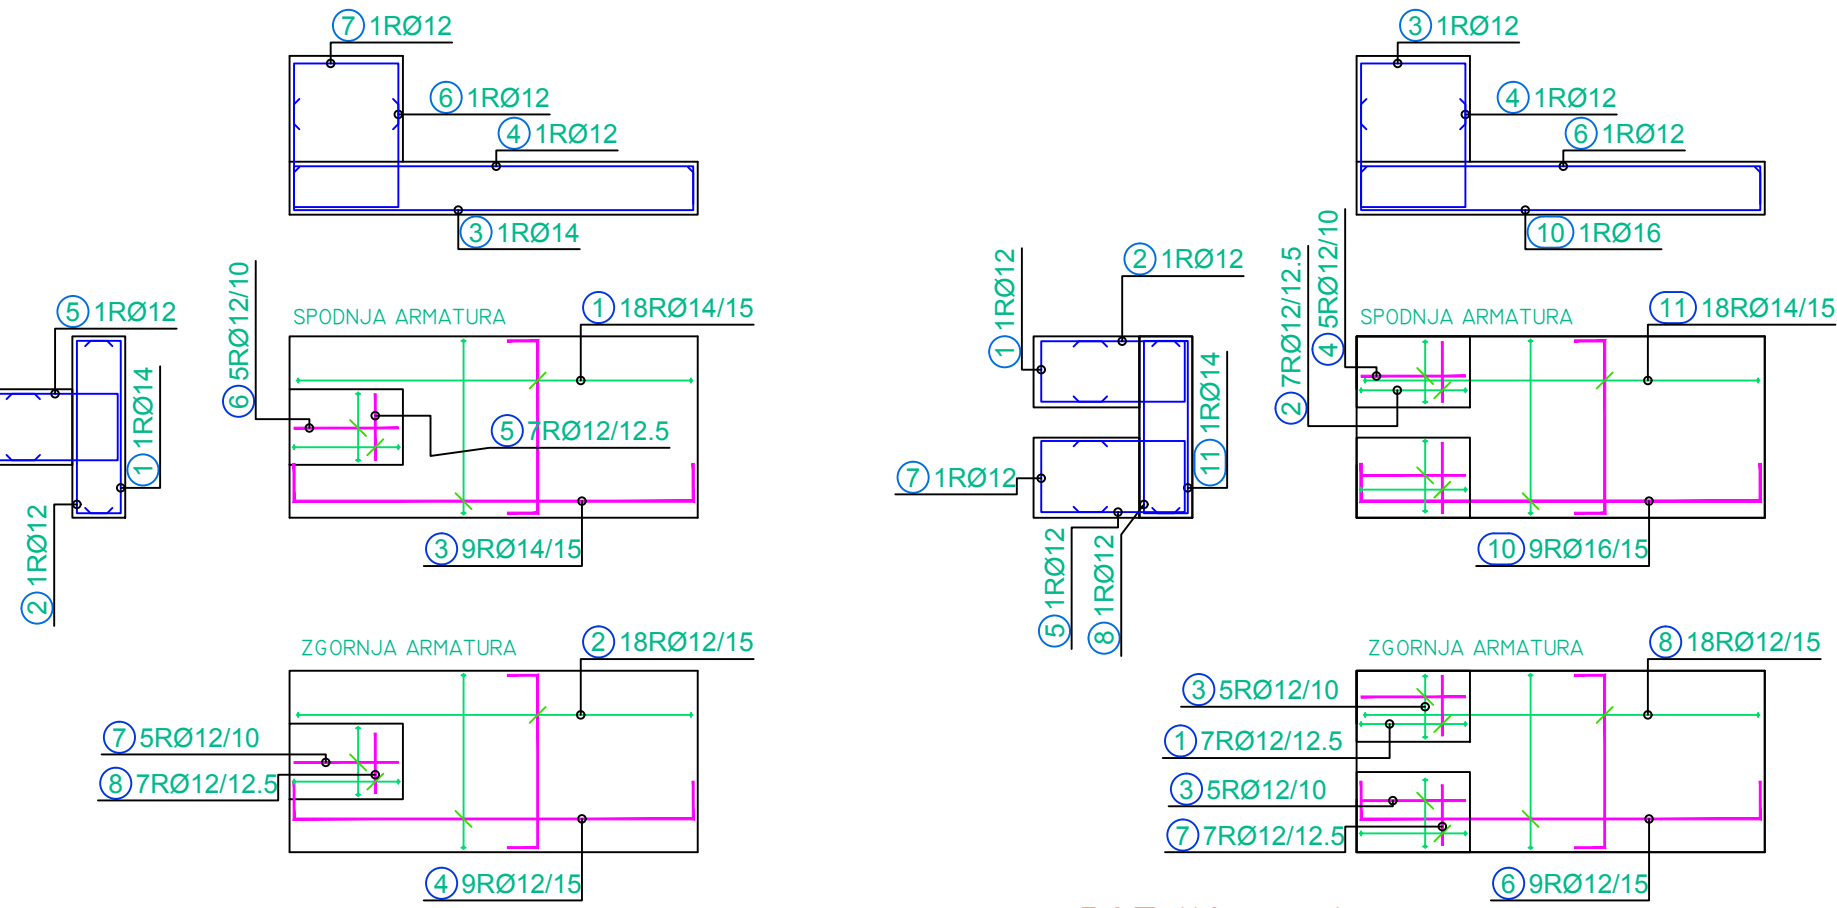 7 1RØ12
6 1RØ12
4 1RØ12
3 1RØ14
5 1RØ12
1 1RØ14
2 1RØ12
6 5RØ12/10
SPODNJA ARMATURA
1 18RØ14/15
5 7RØ12/12.5
3 9RØ14/15
ZGORNJA ARMATURA
2 18RØ12/15
7 5RØ12/10
8 7RØ12/12.5
4 9RØ12/15
3 1RØ12
4 1RØ12
6 1RØ12
10 1RØ16
1 1RØ12
2 1RØ12
11 1RØ14
7 1RØ12
5 1RØ12
8 1RØ12
2 7RØ12/12.5
4 5RØ12/10
SPODNJA ARMATURA
11 18RØ14/15
10 9RØ16/15
ZGORNJA ARMATURA
8 18RØ12/15
3 5RØ12/10
1 7RØ12/12.5
3 5RØ12/10
7 7RØ12/12.5
6 9RØ12/15